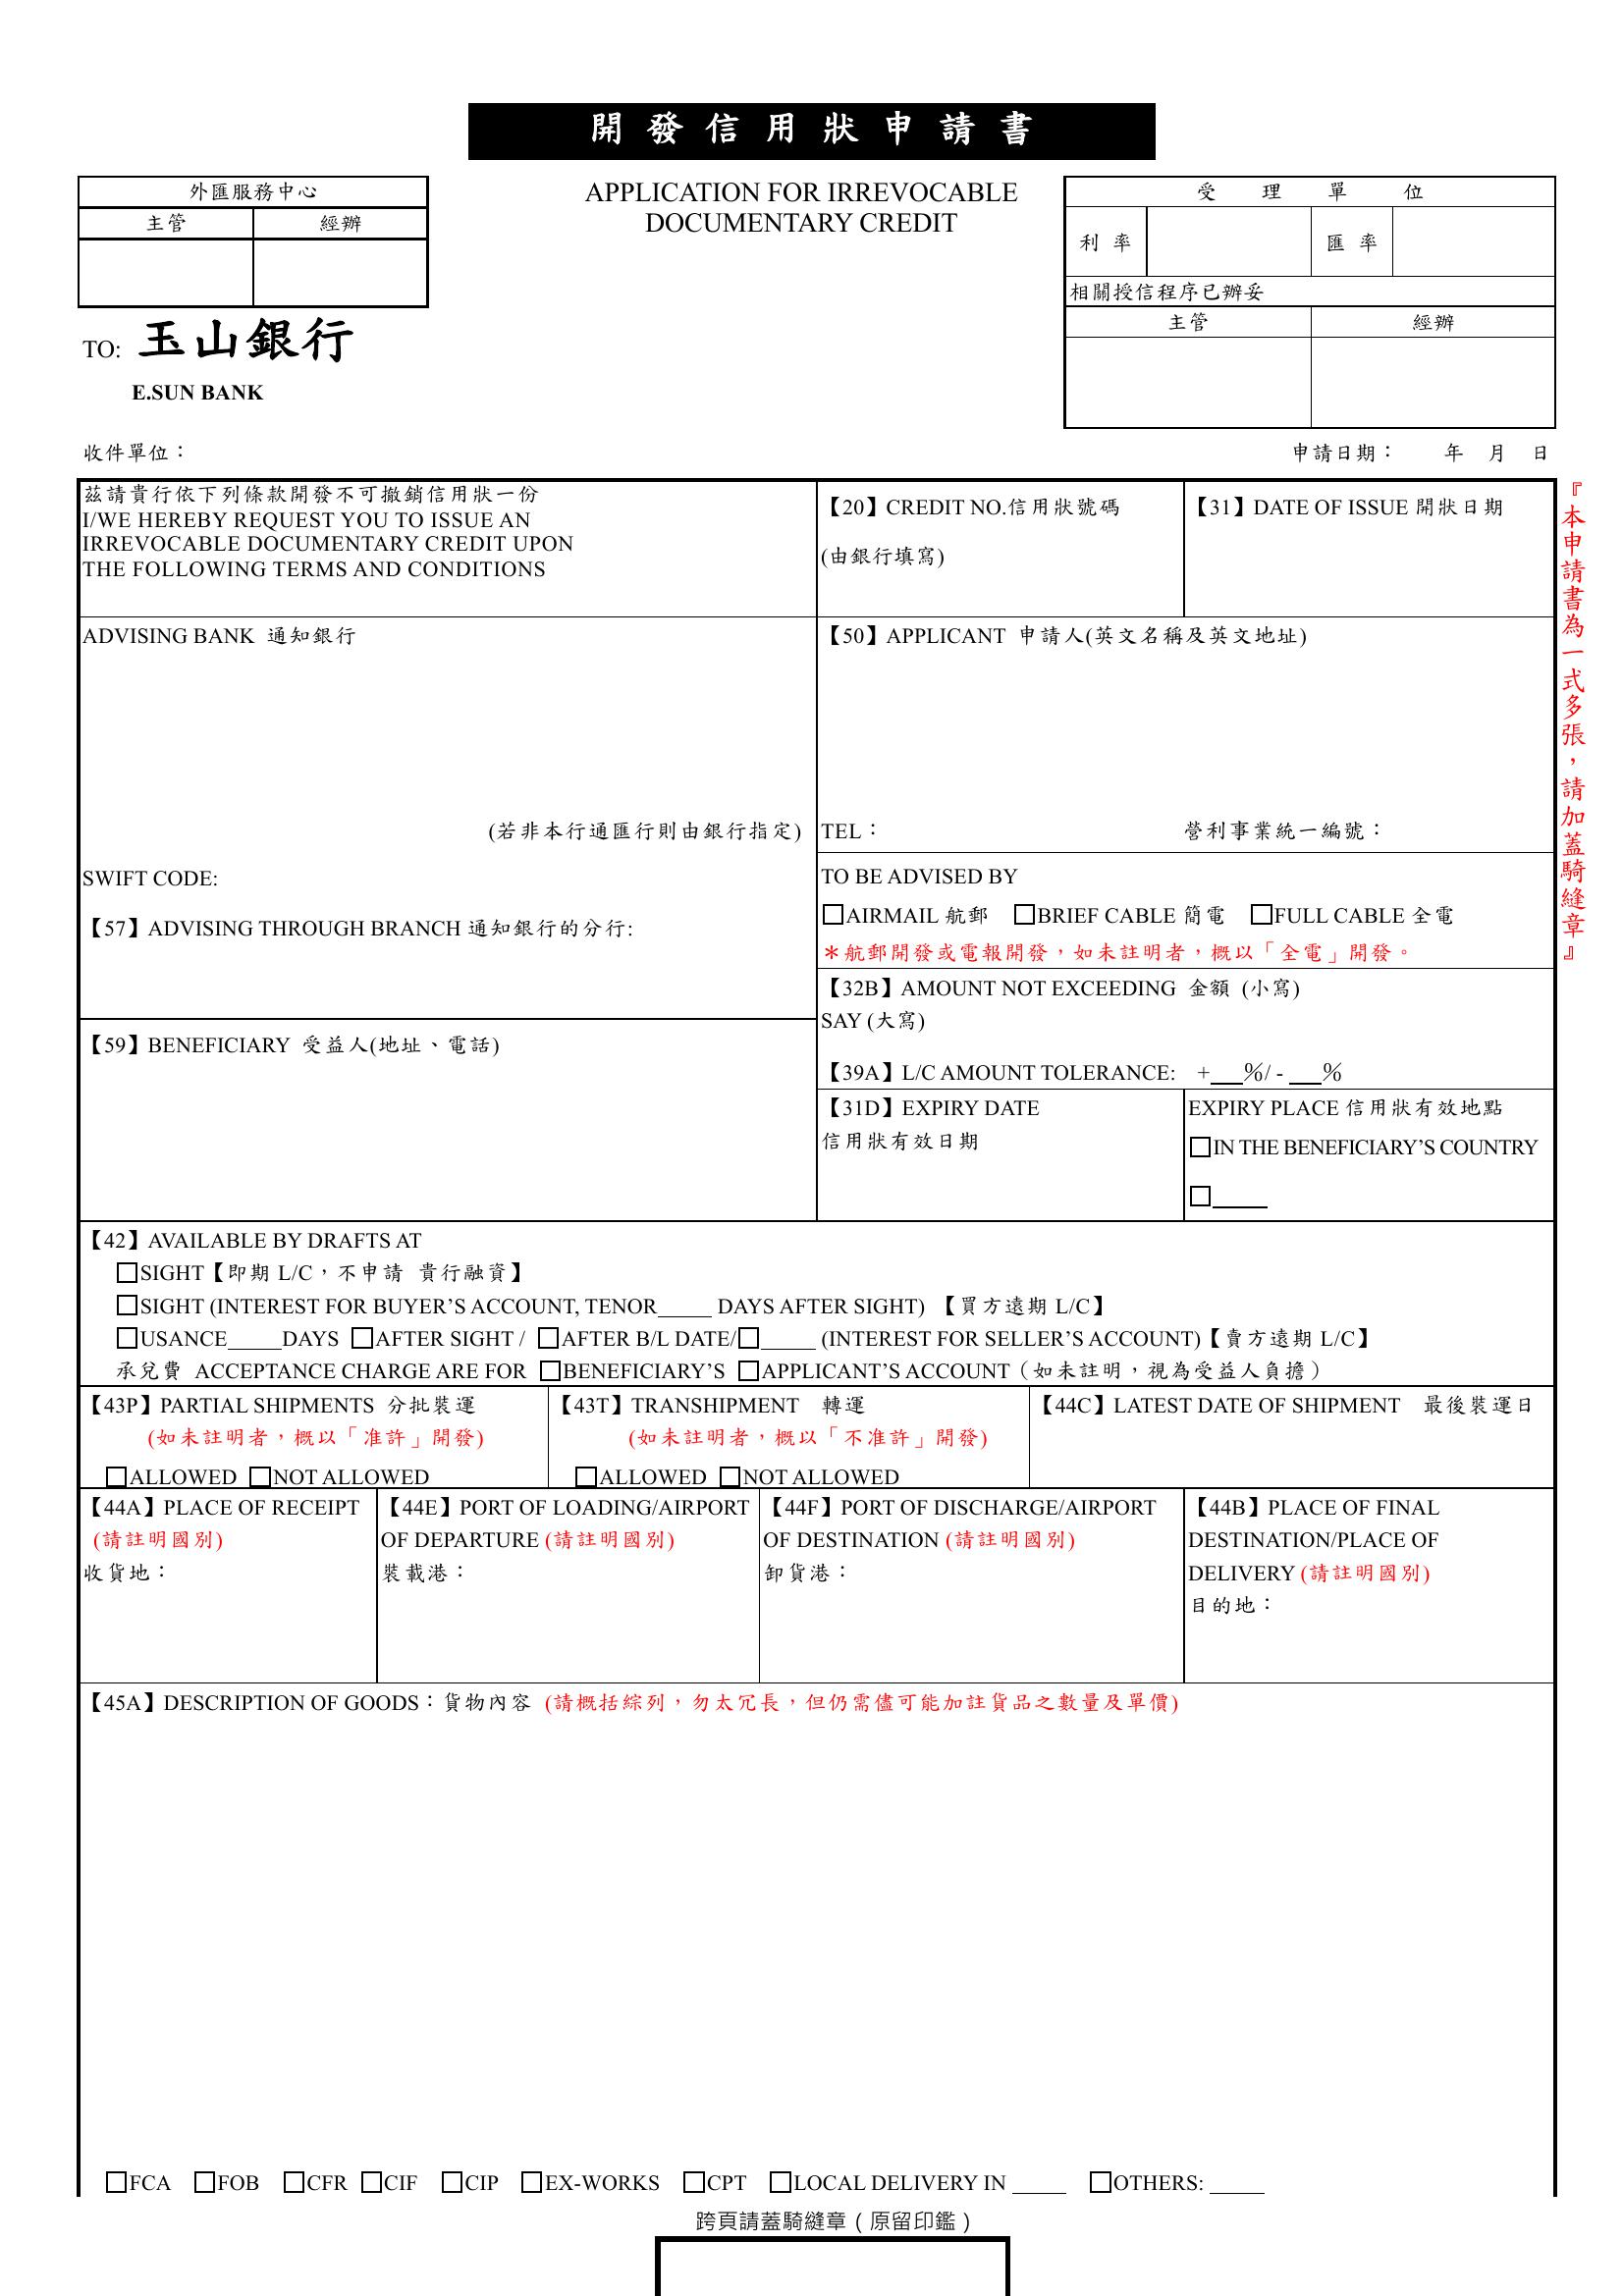 開發信用狀申請書
外匯服務中心
主管 經辦
APPLICATION FOR IRREVOCABLE
DOCUMENTARY CREDIT
受 理 單 位
利 率 匯 率
相關授信程序已辦妥
主管 經辦
TO: 玉山銀行
E.SUN BANK
收件單位：
申請日期： 年 月 日
茲請貴行依下列條款開發不可撤銷信用狀一份
I/WE HEREBY REQUEST YOU TO ISSUE AN
IRREVOCABLE DOCUMENTARY CREDIT UPON
THE FOLLOWING TERMS AND CONDITIONS
【20】CREDIT NO.信用狀號碼
(由銀行填寫)
【31】DATE OF ISSUE 開狀日期
『本申請書為一式多張，請加蓋騎縫章』
ADVISING BANK 通知銀行
(若非本行通匯行則由銀行指定)
SWIFT CODE:
【57】ADVISING THROUGH BRANCH 通知銀行的分行:
【50】APPLICANT 申請人(英文名稱及英文地址)
TEL： 營利事業統一編號：
TO BE ADVISED BY
□AIRMAIL 航郵 □BRIEF CABLE 簡電 □FULL CABLE 全電
＊航郵開發或電報開發，如未註明者，概以「全電」開發。
【32B】AMOUNT NOT EXCEEDING 金額 (小寫)
SAY (大寫)
【39A】L/C AMOUNT TOLERANCE: +___%/ - ___%
【59】BENEFICIARY 受益人(地址、電話)
【31D】EXPIRY DATE
信用狀有效日期
EXPIRY PLACE 信用狀有效地點
□IN THE BENEFICIARY’S COUNTRY
□_____
【42】AVAILABLE BY DRAFTS AT
□SIGHT【即期 L/C，不申請 貴行融資】
□SIGHT (INTEREST FOR BUYER’S ACCOUNT, TENOR_____ DAYS AFTER SIGHT) 【買方遠期 L/C】
□USANCE_____DAYS □AFTER SIGHT / □AFTER B/L DATE/□_____ (INTEREST FOR SELLER’S ACCOUNT)【賣方遠期 L/C】
承兌費 ACCEPTANCE CHARGE ARE FOR □BENEFICIARY’S □APPLICANT’S ACCOUNT（如未註明，視為受益人負擔）
【43P】PARTIAL SHIPMENTS 分批裝運
(如未註明者，概以「准許」開發)
□ALLOWED □NOT ALLOWED
【43T】TRANSHIPMENT 轉運
(如未註明者，概以「不准許」開發)
□ALLOWED □NOT ALLOWED
【44C】LATEST DATE OF SHIPMENT 最後裝運日
【44A】PLACE OF RECEIPT
(請註明國別)
收貨地：
【44E】PORT OF LOADING/AIRPORT
OF DEPARTURE (請註明國別)
裝載港：
【44F】PORT OF DISCHARGE/AIRPORT
OF DESTINATION (請註明國別)
卸貨港：
【44B】PLACE OF FINAL
DESTINATION/PLACE OF
DELIVERY (請註明國別)
目的地：
【45A】DESCRIPTION OF GOODS：貨物內容 (請概括綜列，勿太冗長，但仍需儘可能加註貨品之數量及單價)
□FCA □FOB □CFR □CIF □CIP □EX-WORKS □CPT □LOCAL DELIVERY IN _____ □OTHERS: _____
跨頁請蓋騎縫章（原留印鑑）